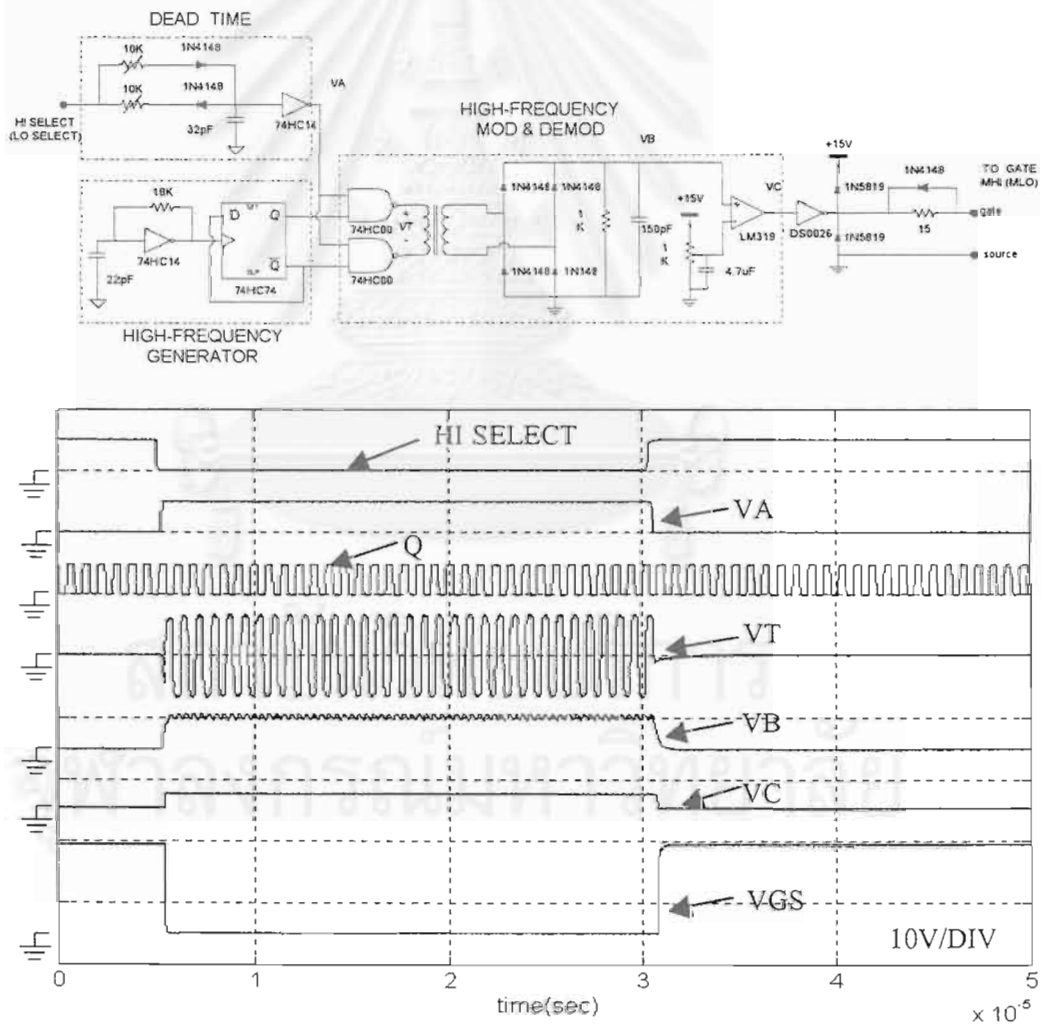 DEAD TIME
10K
1N4148
10K
1N4148
VA
HI SELECT
(LO SELECT)
32pF
74HC14
HIGH-FREQUENCY
MOD & DEMOD
VB
+15V
1N4148
TO GATE
MHI (MLO)
18K
D
Q
Q
74HC14
22pF
74HC74
74HC00
+
VT
-
74HC00
1N4148
1N4148
1
K
150pF
1N4148
1N148
+15V
1
K
4.7uF
VC
LM319
DS0026
1N5819
1N5819
15
gate
source
HIGH-FREQUENCY
GENERATOR
HI SELECT
VA
Q
VT
VB
VC
VGS
10V/DIV
0
1
2
3
4
5
time(sec)
x 10-5